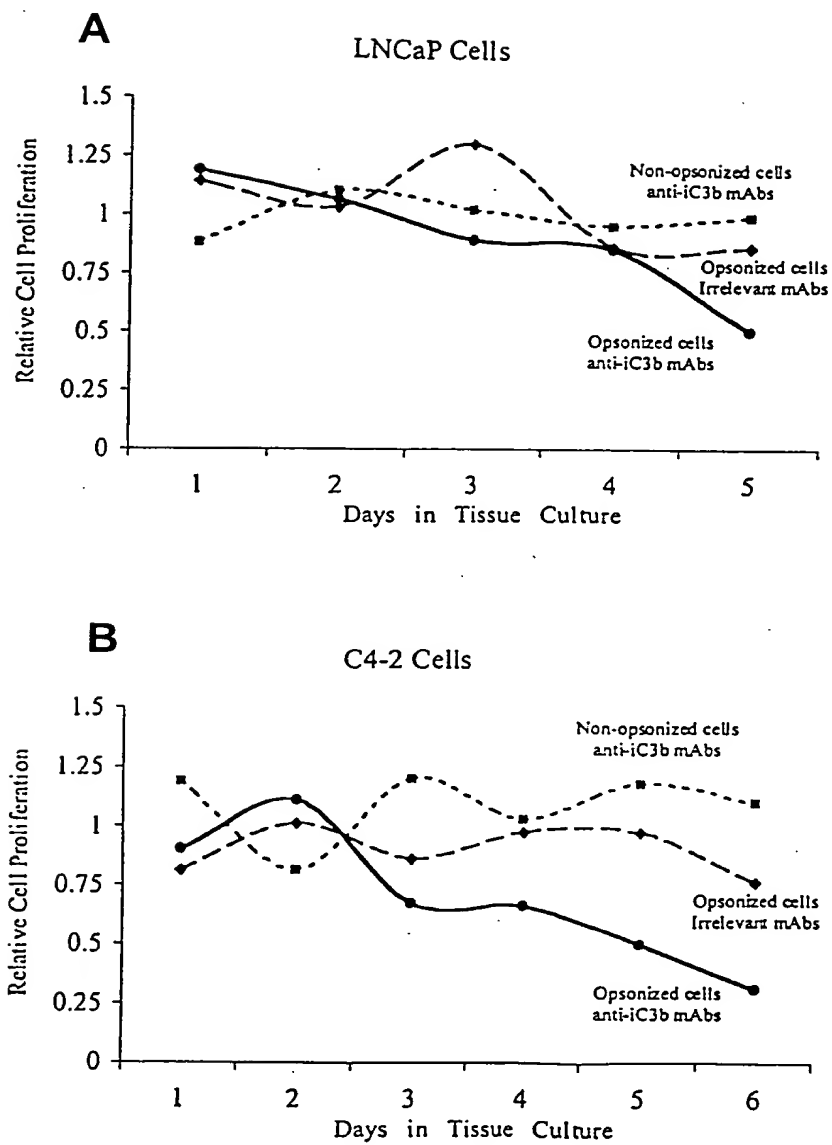 A
LNCaP Cells
1.5
1.25
1
0.75
0.5
0.25
0
Relative Cell Proliferation
Non-opsonized cells
anti-iC3b mAbs
Opsonized cells
Irrelevant mAbs
Opsonized cells
anti-iC3b mAbs
1 2 3 4 5
Days in Tissue Culture
B
C4-2 Cells
1.5
1.25
1
0.75
0.5
0.25
0
Relative Cell Proliferation
Non-opsonized cells
anti-iC3b mAbs
Opsonized cells
Irrelevant mAbs
Opsonized cells
anti-iC3b mAbs
1 2 3 4 5 6
Days in Tissue Culture